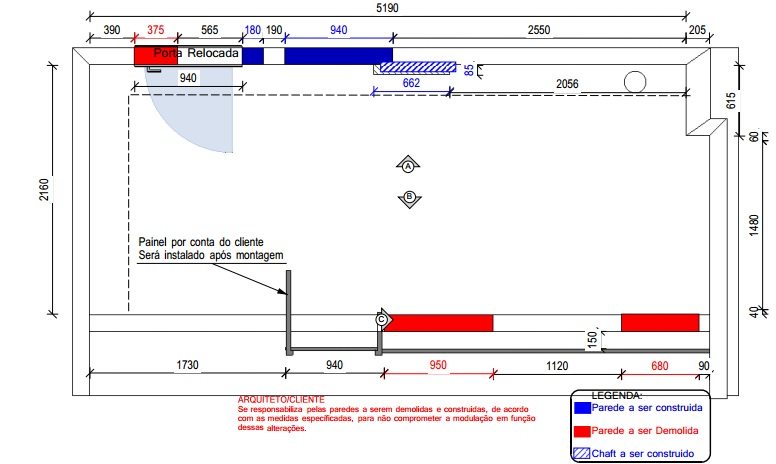 5190
390
375
565
180
190
940
2550
205
Porta Relocada
940
662
85
2056
615
60
A
B
2160
1480
Painel por conta do cliente
Será instalado após montagem
C
150
40
1730
940
950
1120
680
90
ARQUITETO/CLIENTE
Se responsabiliza pelas paredes a serem demolidas e construidas, de acordo
com as medidas específicadas, para não comprometer a modulação em função
dessas alterações.
LEGENDA:
Parede a ser construida
Parede a ser Demolida
Chaft a ser construido